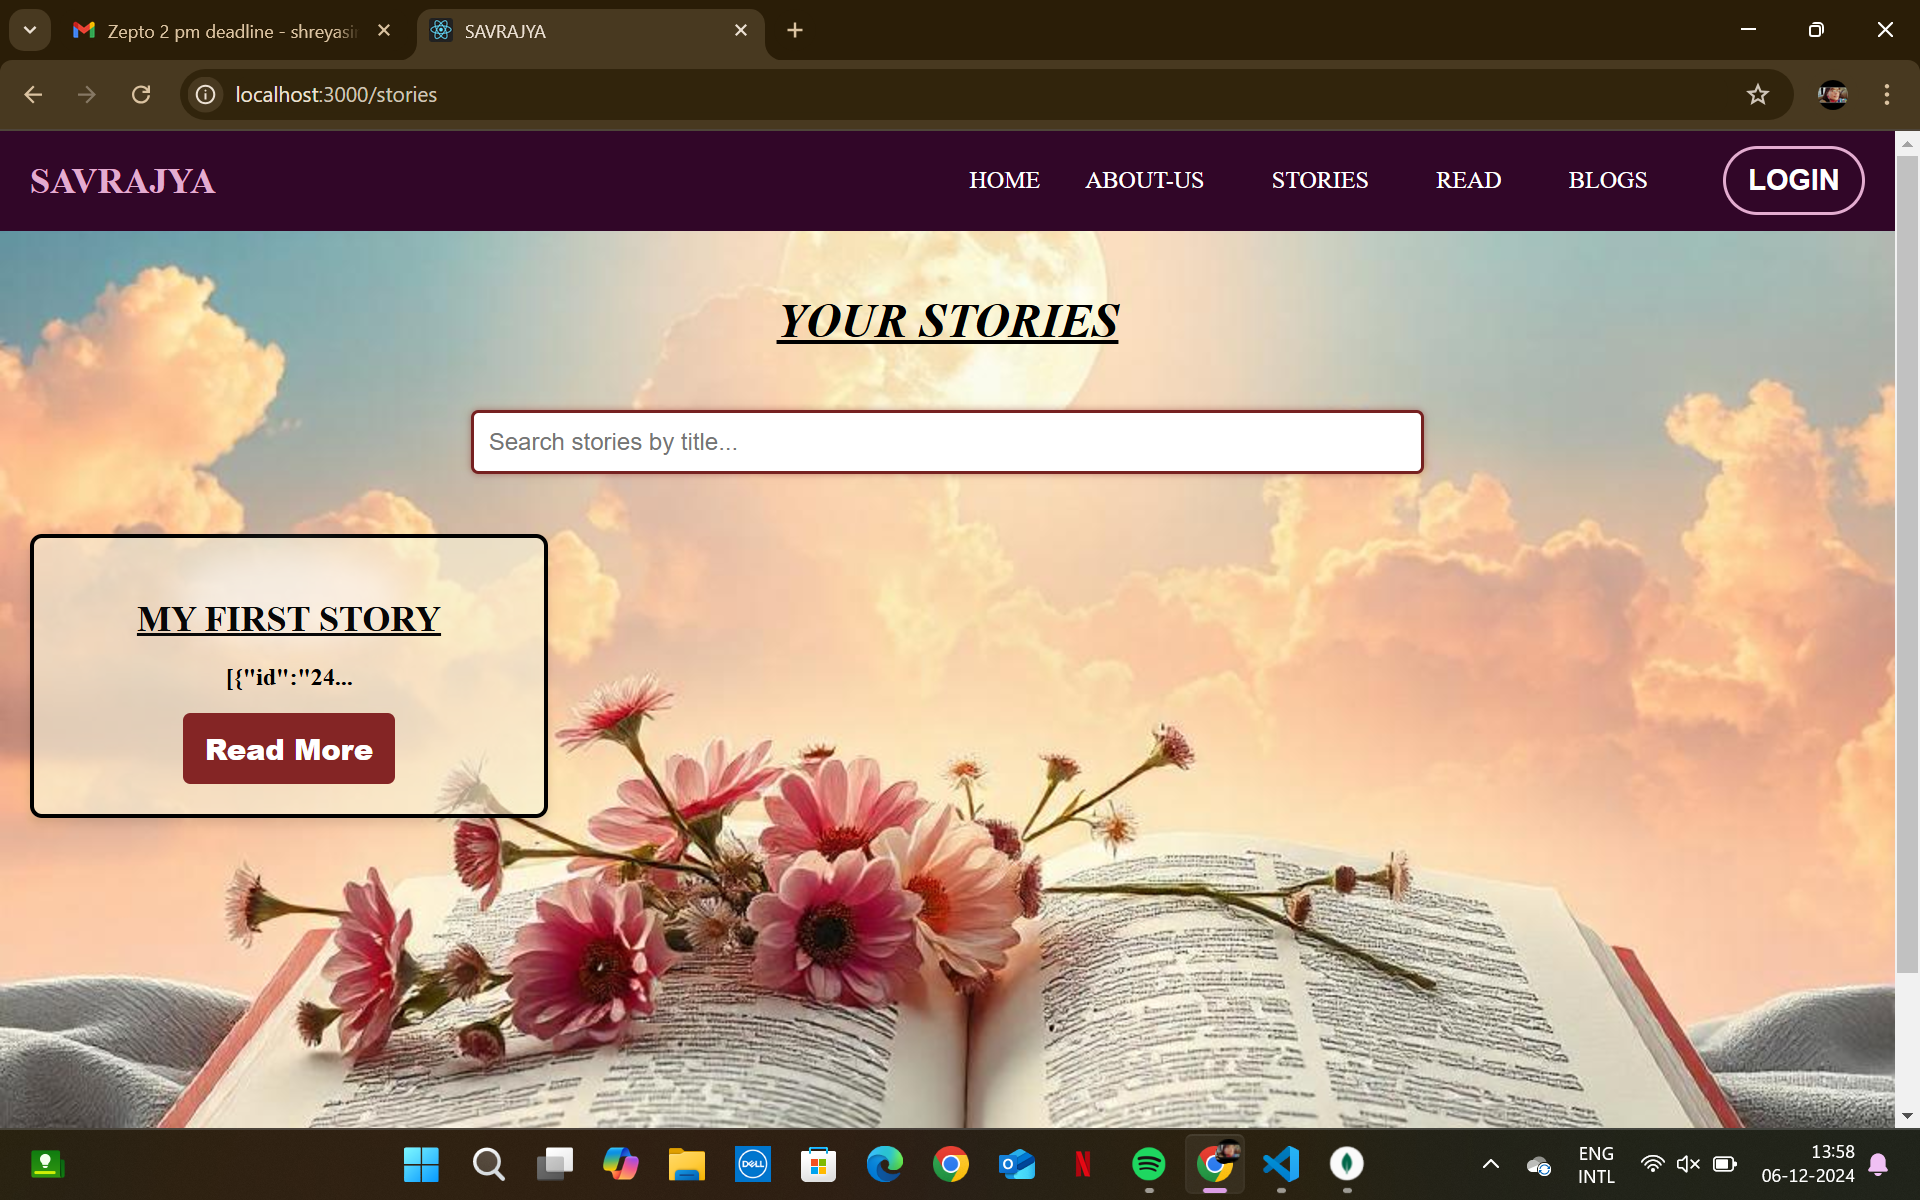 Zepto 2 pm deadline - shreyasi
SAVRAJYA
localhost:3000/stories
SAVRAJYA
HOME
ABOUT-US
STORIES
READ
BLOGS
LOGIN
YOUR STORIES
Search stories by title...
MY FIRST STORY
[{"id":"24...
Read More
DELL
ENG
INTL
13:58
06-12-2024